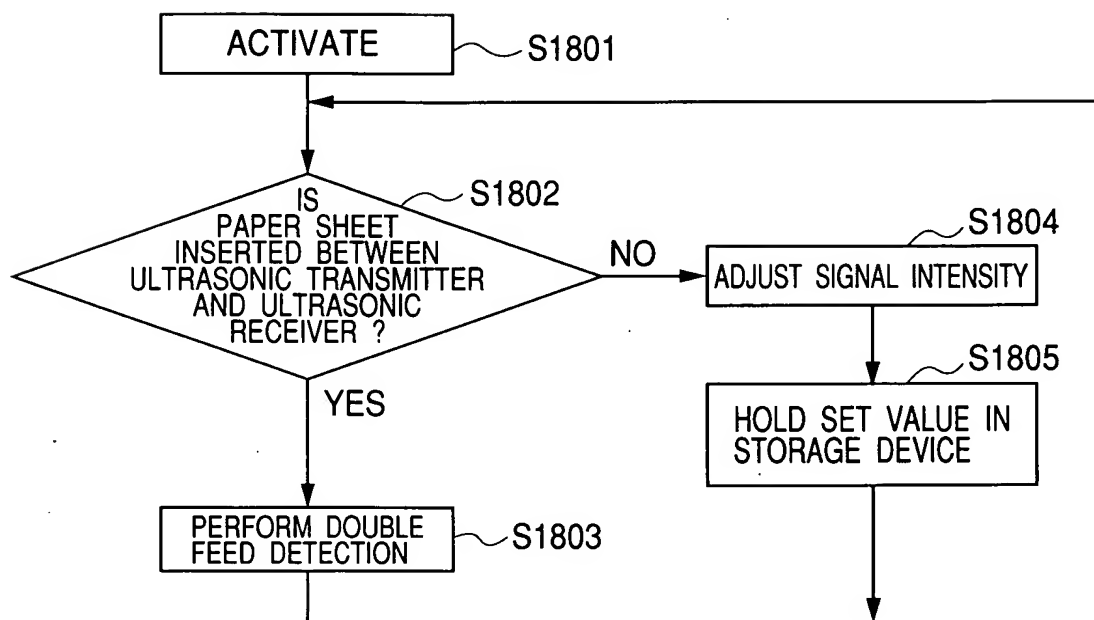 ACTIVATE
S1801
IS
PAPER SHEET
INSERTED BETWEEN
ULTRASONIC TRANSMITTER
AND ULTRASONIC
RECEIVER ?
S1802
NO
S1804
ADJUST SIGNAL INTENSITY
S1805
HOLD SET VALUE IN
STORAGE DEVICE
YES
PERFORM DOUBLE
FEED DETECTION
S1803